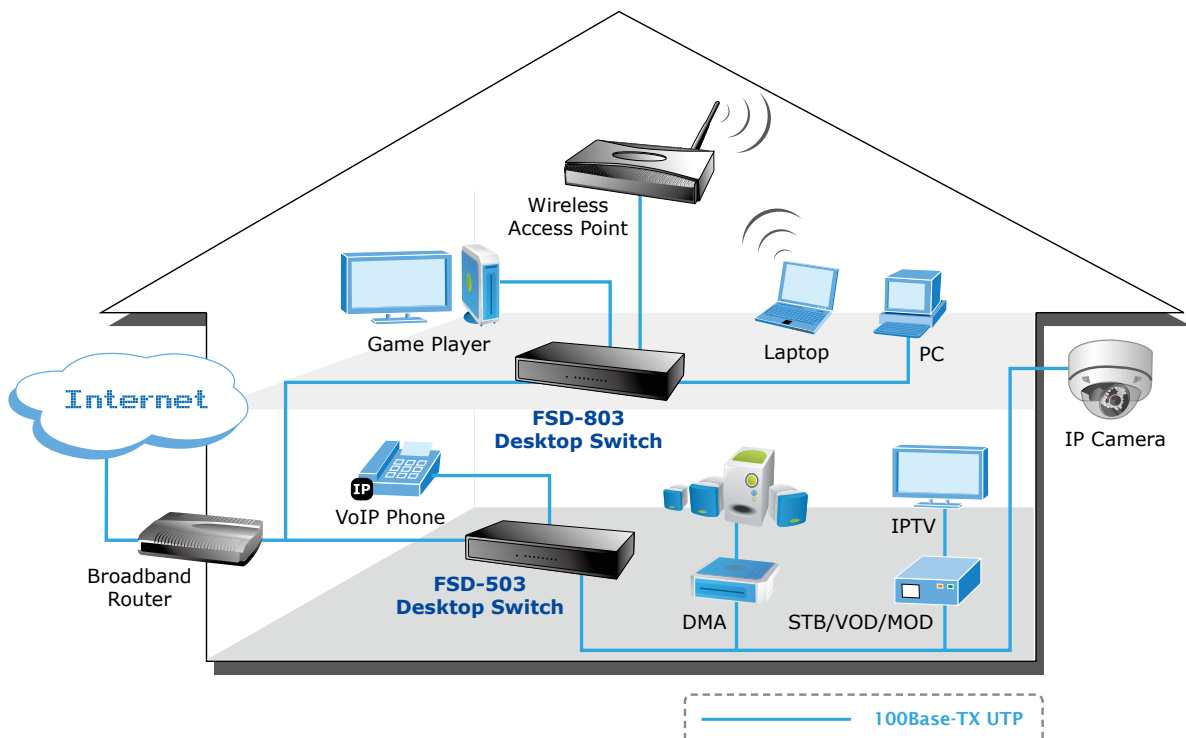 Wireless
Access Point
Game Player
Laptop
PC
Internet
FSD-803
Desktop Switch
IP Camera
IP
VoIP Phone
IPTV
Broadband
Router
FSD-503
Desktop Switch
DMA
STB/VOD/MOD
100Base-TX UTP